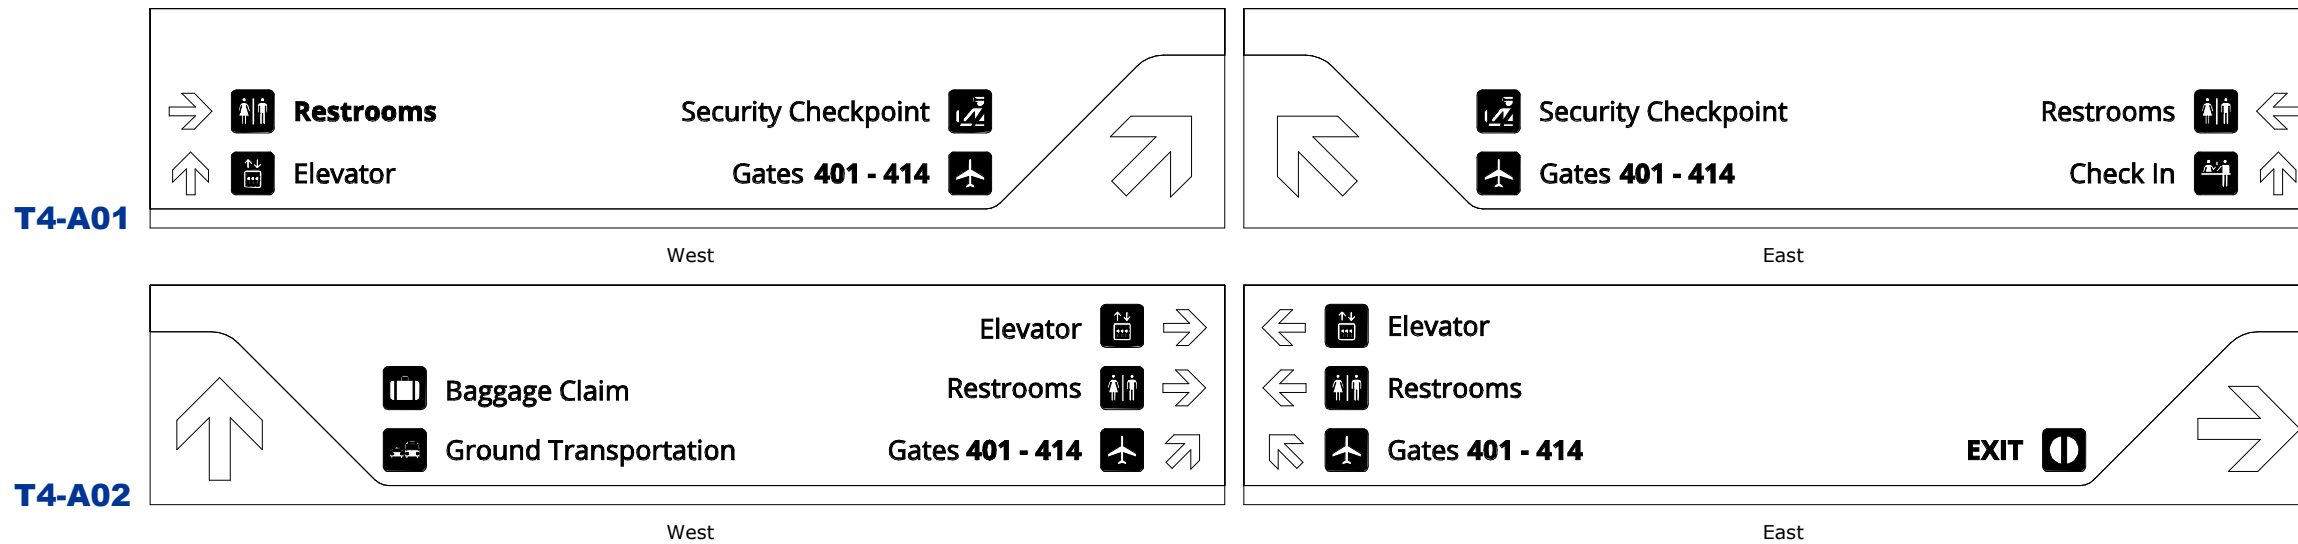 Restrooms
Security Checkpoint
Elevator
Gates 401 - 414
Security Checkpoint
Restrooms
Gates 401 - 414
Check In
T4-A01
West
East
Elevator
Baggage Claim
Restrooms
Ground Transportation
Gates 401 - 414
Elevator
Restrooms
Gates 401 - 414
EXIT
T4-A02
West
East